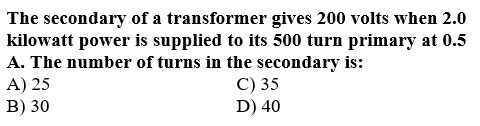 The secondary of a transformer gives 200 volts when 2.0
kilowatt power is supplied to its 500 turn primary at 0.5
A. The number of turns in the secondary is:
A) 25 C) 35
B) 30 D) 40